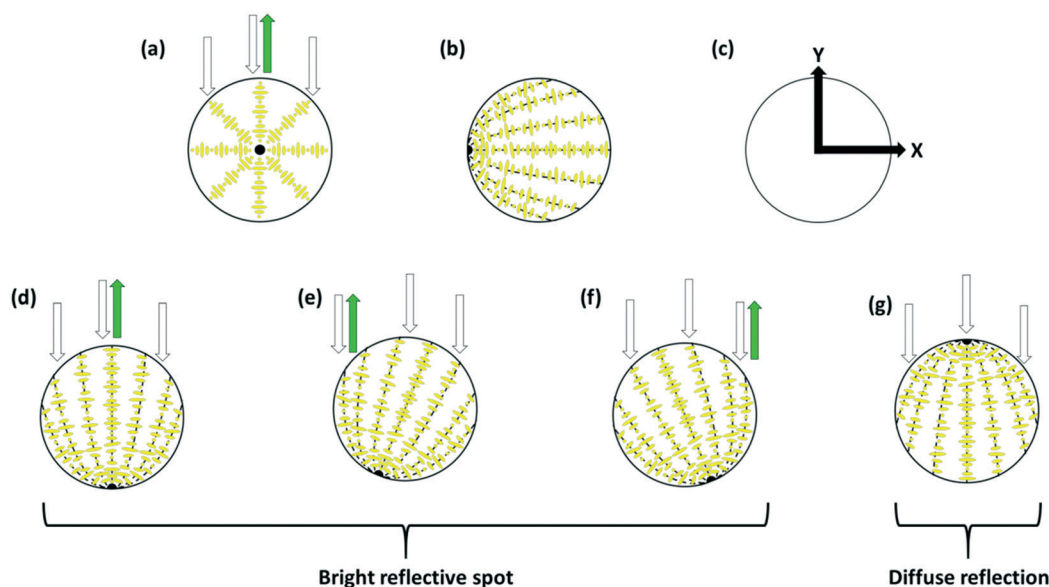 (a)
(b)
(c)
Y
X
(d)
(e)
(f)
(g)
Bright reflective spot
Diffuse reflection